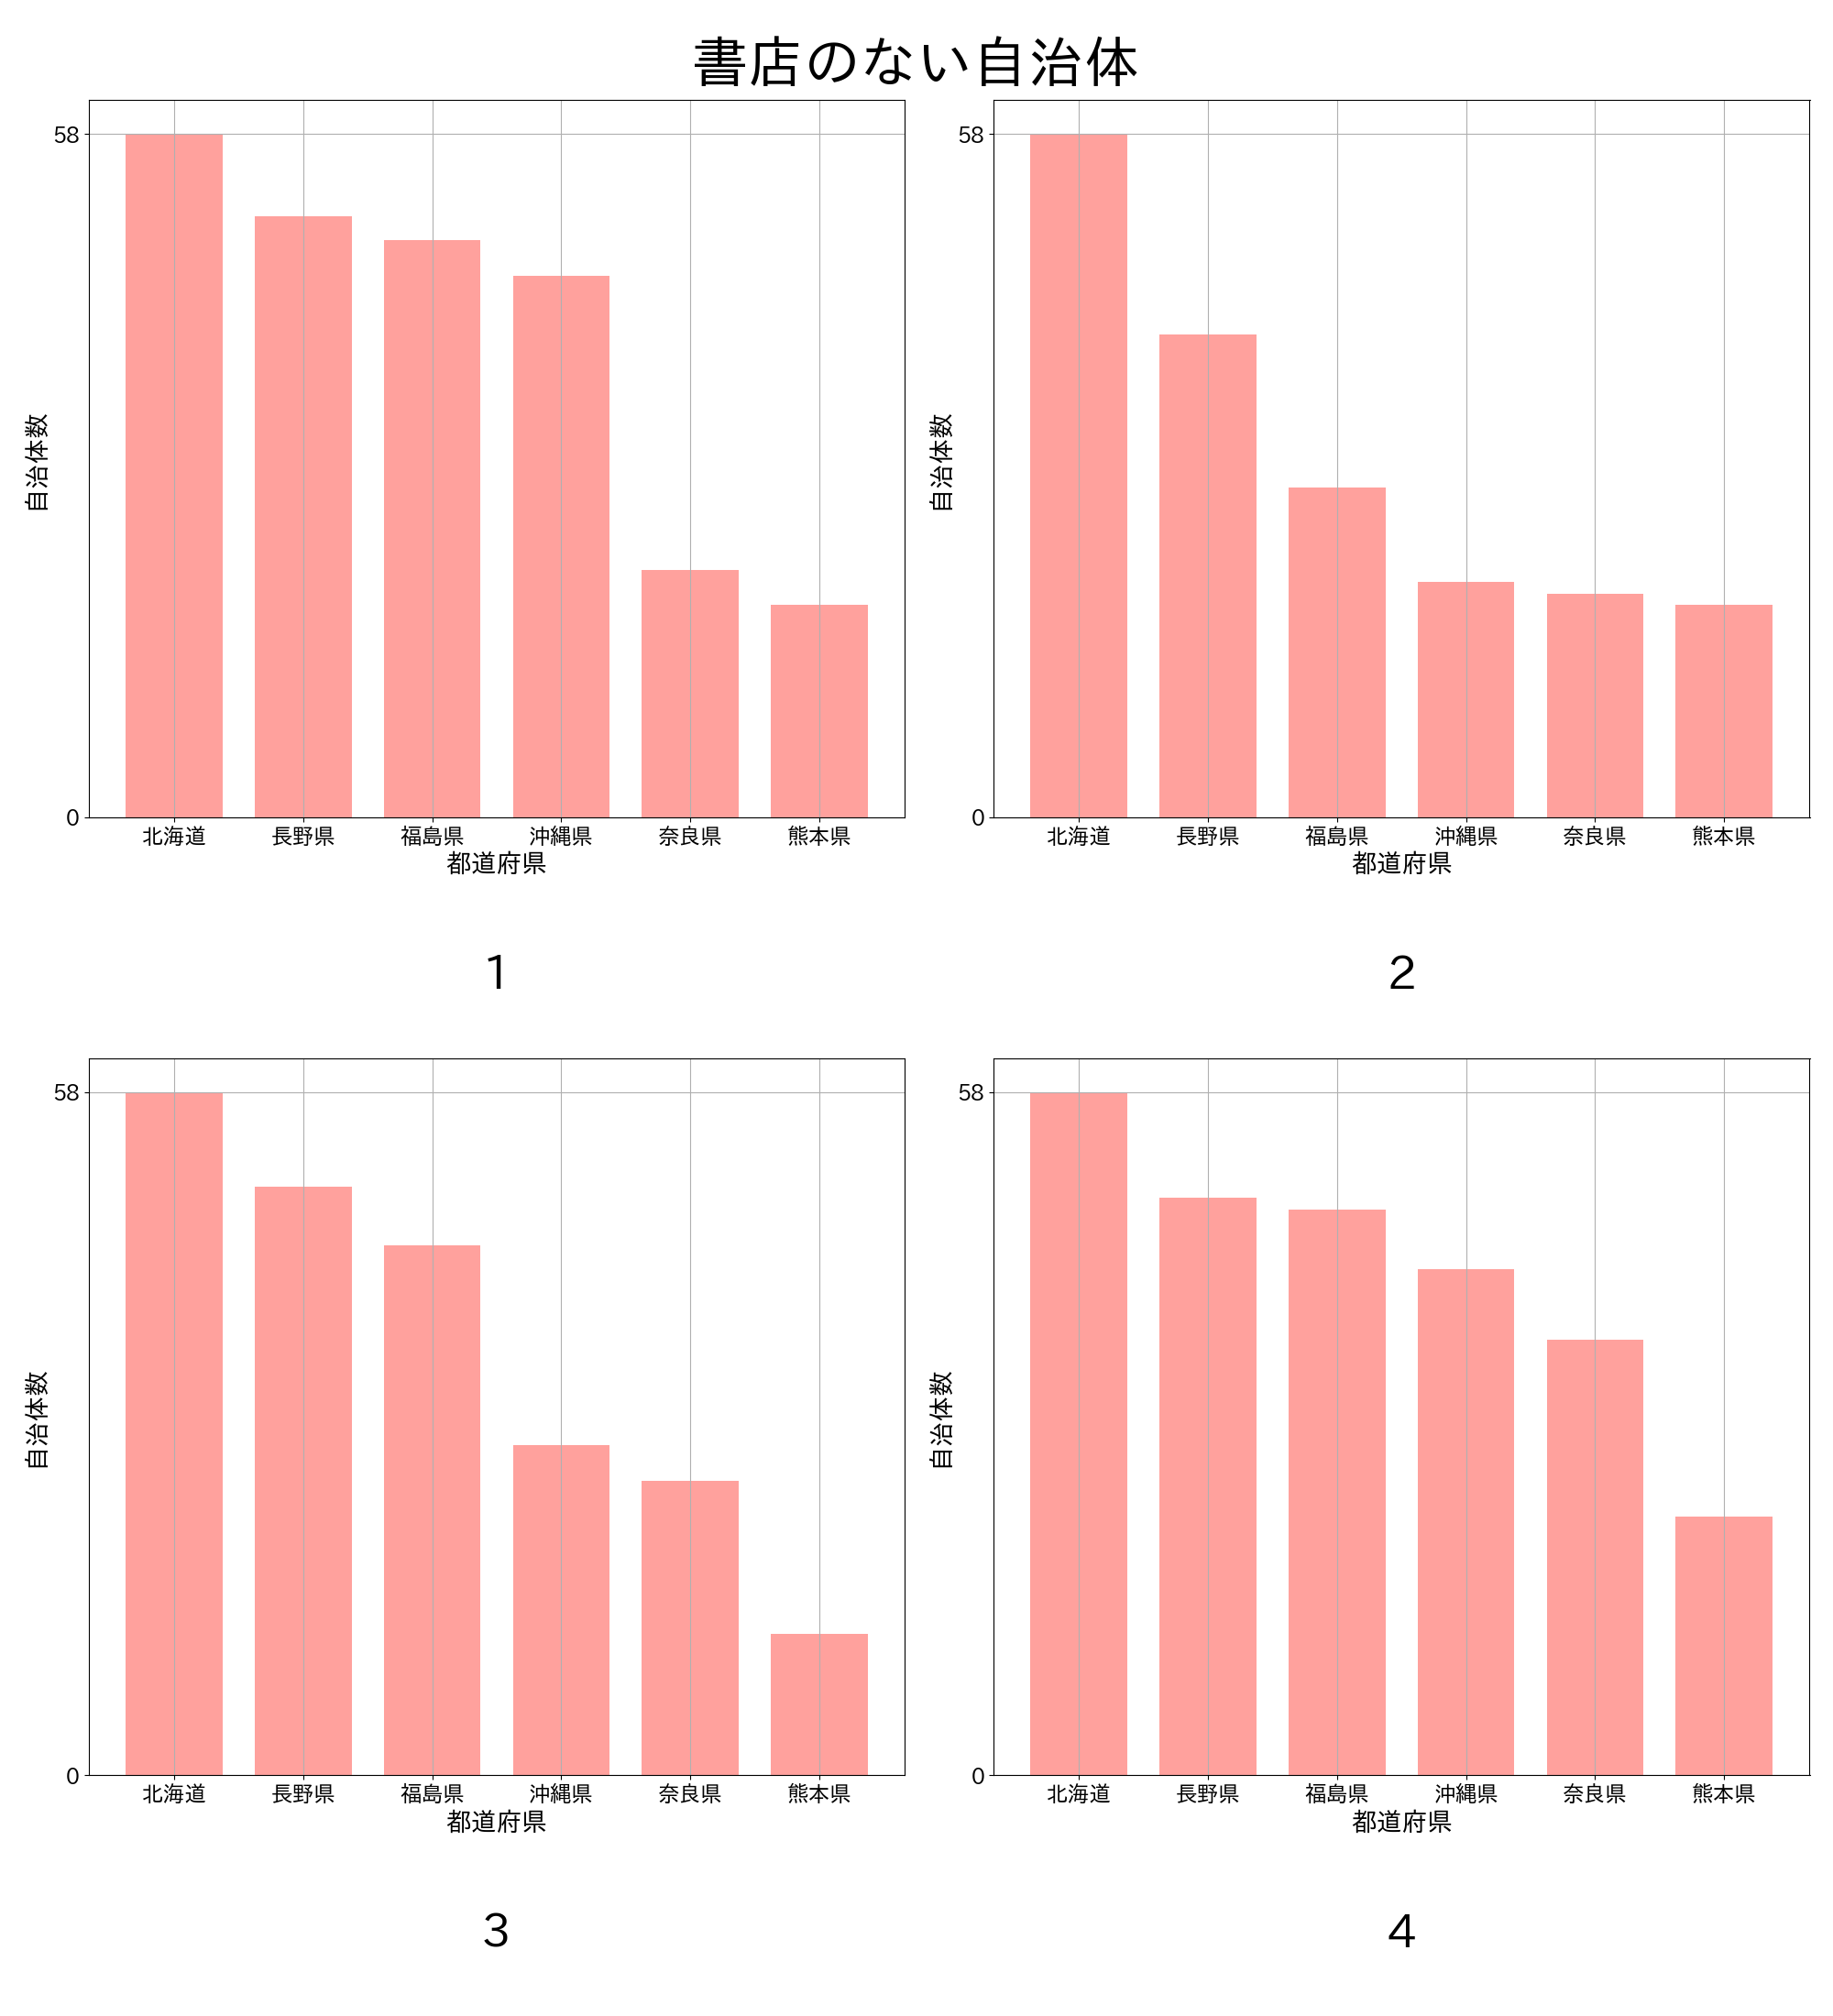 書店のない自治体
58
0
自治体数
北海道 長野県 福島県 沖縄県 奈良県 熊本県
都道府県
1
58
0
自治体数
北海道 長野県 福島県 沖縄県 奈良県 熊本県
都道府県
2
58
0
自治体数
北海道 長野県 福島県 沖縄県 奈良県 熊本県
都道府県
3
58
0
自治体数
北海道 長野県 福島県 沖縄県 奈良県 熊本県
都道府県
4